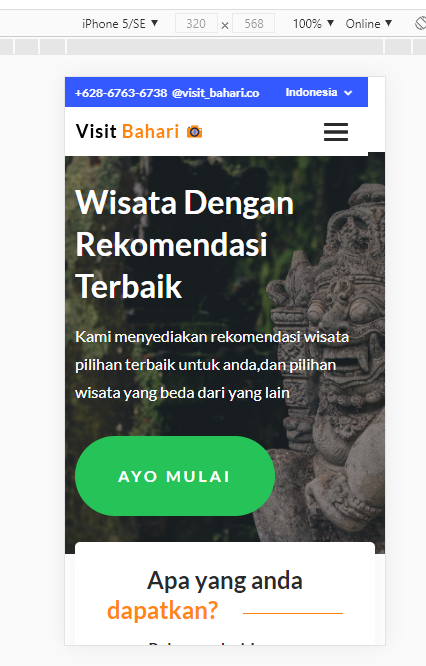 iPhone 5/SE ▼ 320 × 568 100% ▼ Online ▼
+628-6763-6738 @visit_bahari.co Indonesia
Visit Bahari
Wisata Dengan
Rekomendasi
Terbaik
Kami menyediakan rekomendasi wisata
pilihan terbaik untuk anda,dan pilihan
wisata yang beda dari yang lain
AYO MULAI
Apa yang anda
dapatkan?